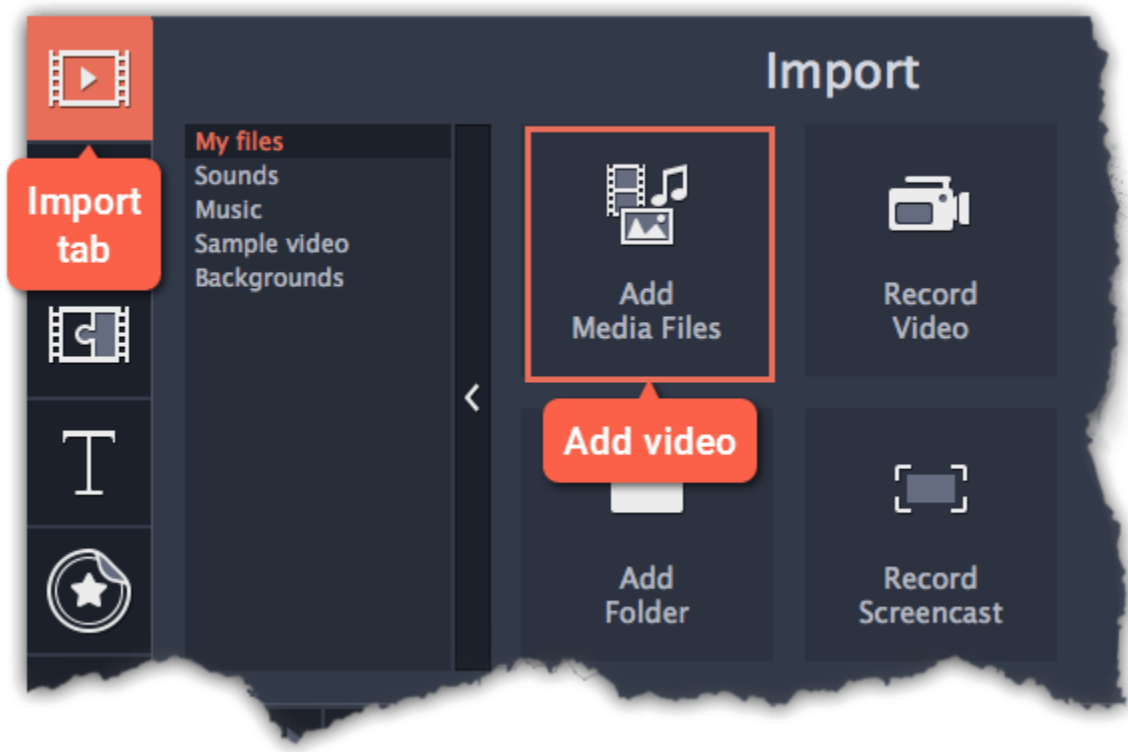 Import
Import
tab
My files
Sounds
Music
Sample video
Backgrounds
Add
Media Files
Record
Video
Add video
Add
Folder
Record
Screencast
T